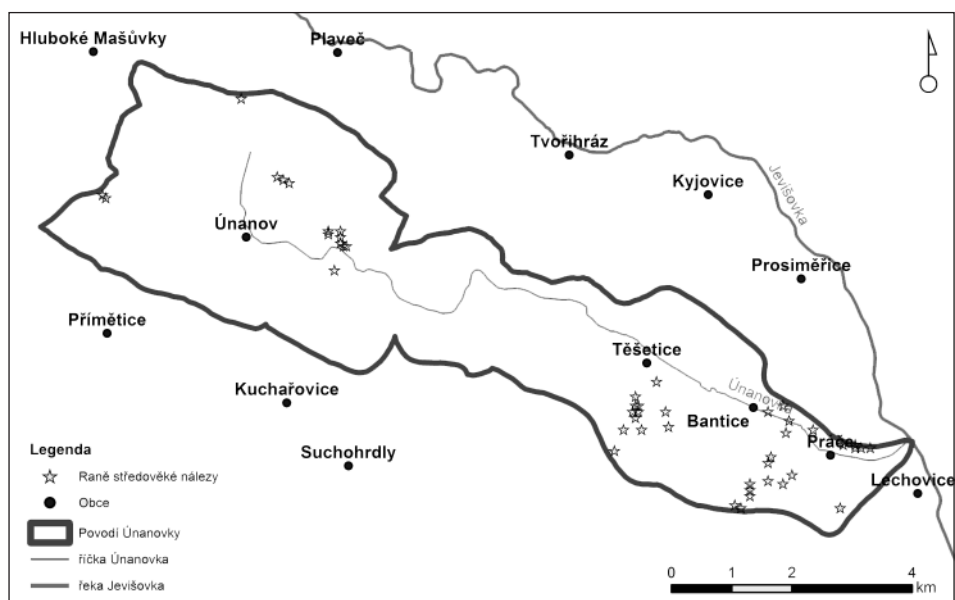 Hluboké Mašůvky
Plaveč
Tvořihráz
Kyjovice
Jevišovka
Únanov
Prosiměřice
Přímětice
Těšetice
Kuchařovice
Únanovka
Bantice
Práče
Suchohrdly
Lechovice
Legenda
Raně středověké nálezy
Obce
Povodí Únanovky
říčka Únanovka
řeka Jevišovka
0 1 2 4
km